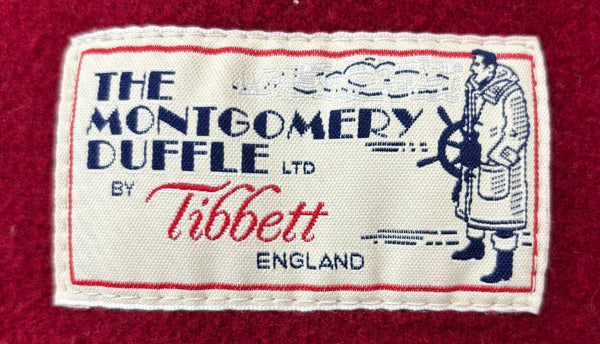 THE
MONTGOMERY
DUFFLE LTD
BY Tibbett
ENGLAND